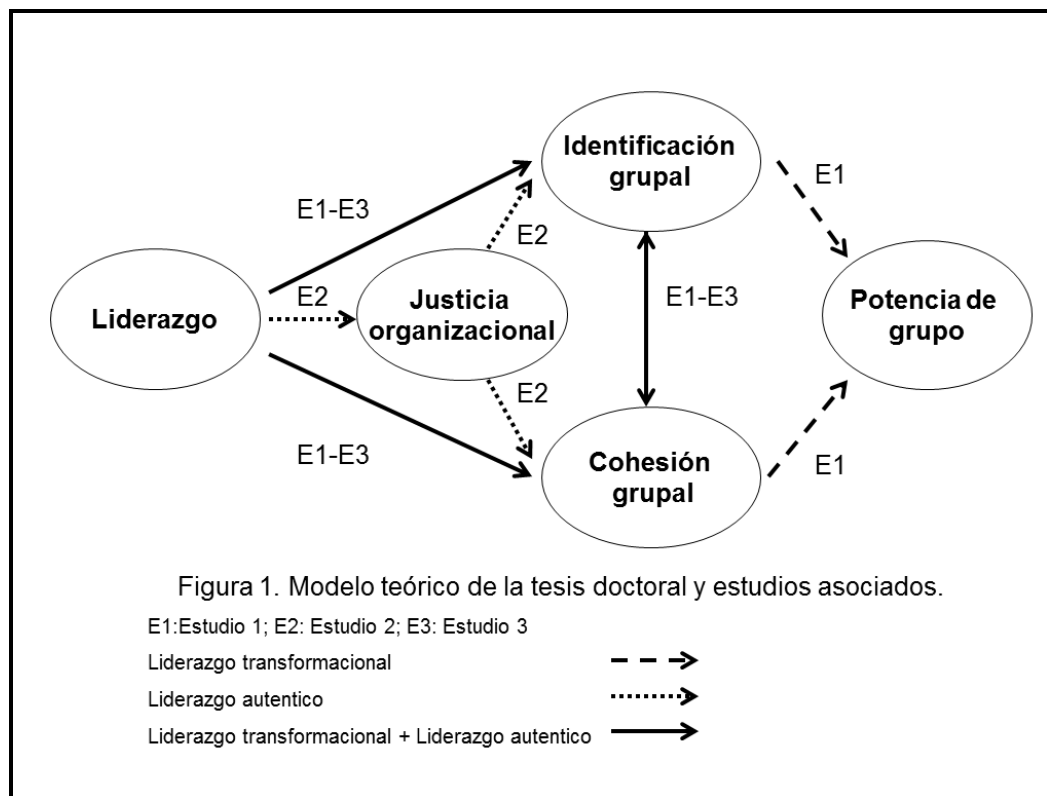 Identificación
grupal
E1
E1-E3
E2
Liderazgo
E2
Justicia
organizacional
E1-E3
Potencia de
grupo
E2
E1-E3
Cohesión
grupal
E1
Figura 1. Modelo teórico de la tesis doctoral y estudios asociados.
E1:Estudio 1; E2: Estudio 2; E3: Estudio 3
Liderazgo transformacional
Liderazgo autentico
Liderazgo transformacional + Liderazgo autentico